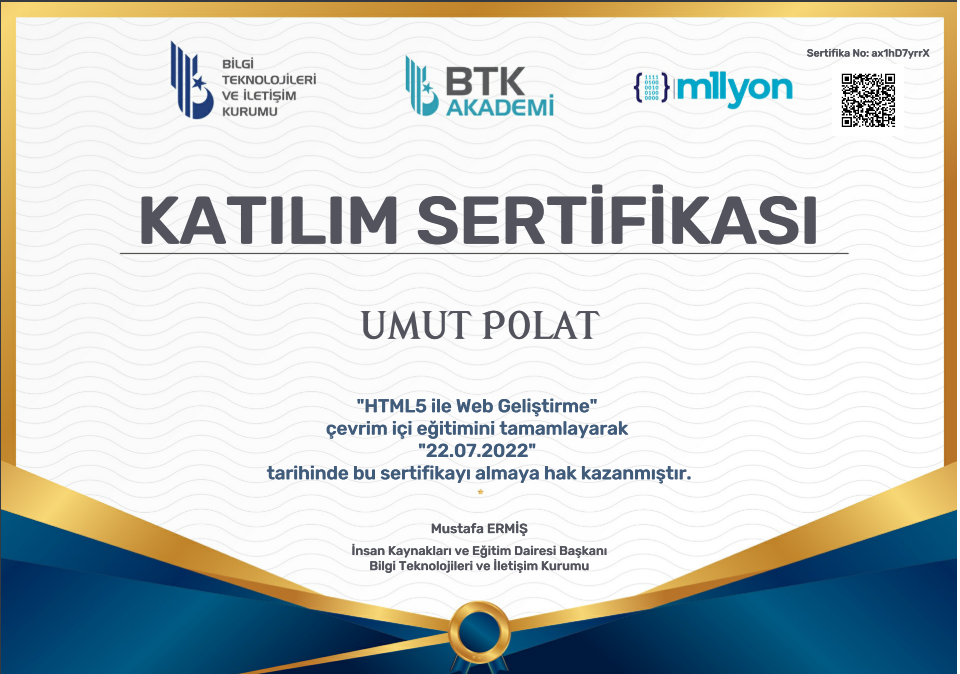 BİLGİ
TEKNOLOJİLERİ
VE İLETİŞİM
KURUMU
BTK
AKADEMİ
1111
0100
0010
0100
0000
m1lyon
Sertifika No: ax1hD7yrrX
KATILIM SERTİFİKASI
UMUT POLAT
"HTML5 ile Web Geliştirme"
çevrim içi eğitimini tamamlayarak
"22.07.2022"
tarihinde bu sertifikayı almaya hak kazanmıştır.
Mustafa ERMİŞ
İnsan Kaynakları ve Eğitim Dairesi Başkanı
Bilgi Teknolojileri ve İletişim Kurumu